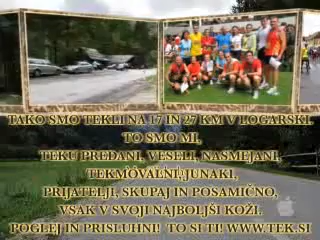 TAKO SMO TEKLI NA 17 IN 27 KM V LOGARSKI.
TO SMO MI,
TEKU PREDANI, VESELI, NASMEJANI,
TEKMOVALNI JUNAKI,
PRIJATELJI, SKUPAJ IN POSAMIČNO,
VSAK V SVOJI NAJBOLJŠI KOŽI.
POGLEJ IN PRISLUHNI! TO SI TI! WWW.TEK.SI